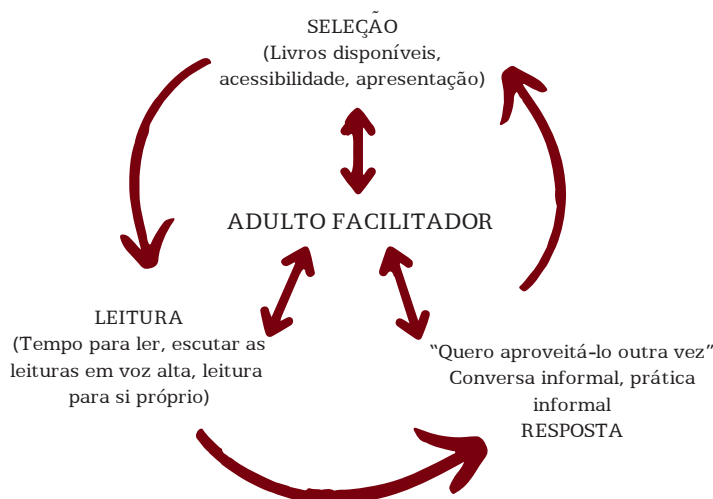 SELEÇÃO
(Livros disponíveis,
acessibilidade, apresentação)
ADULTO FACILITADOR
LEITURA
(Tempo para ler, escutar as
leituras em voz alta, leitura
para si próprio)
“Quero aproveitá-lo outra vez”
Conversa informal, prática
informal
RESPOSTA